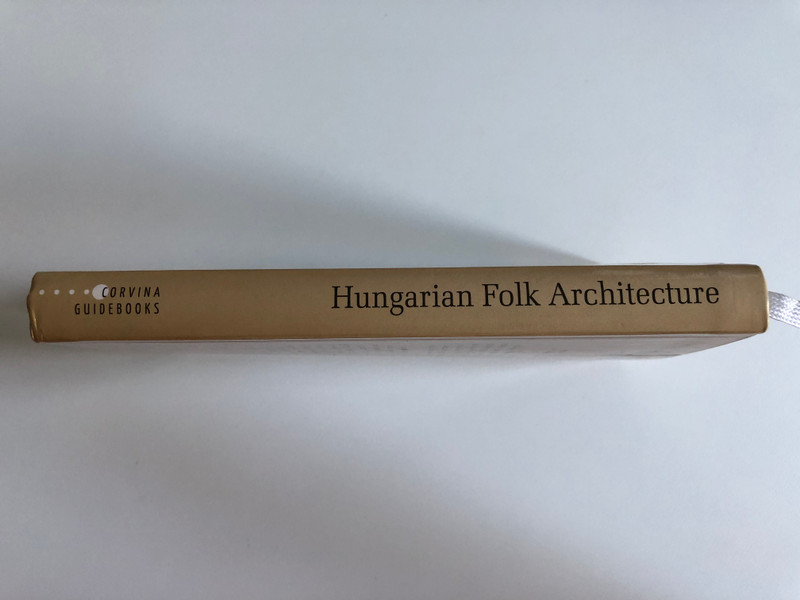 CORVINA
GUIDEBOOKS
Hungarian Folk Architecture